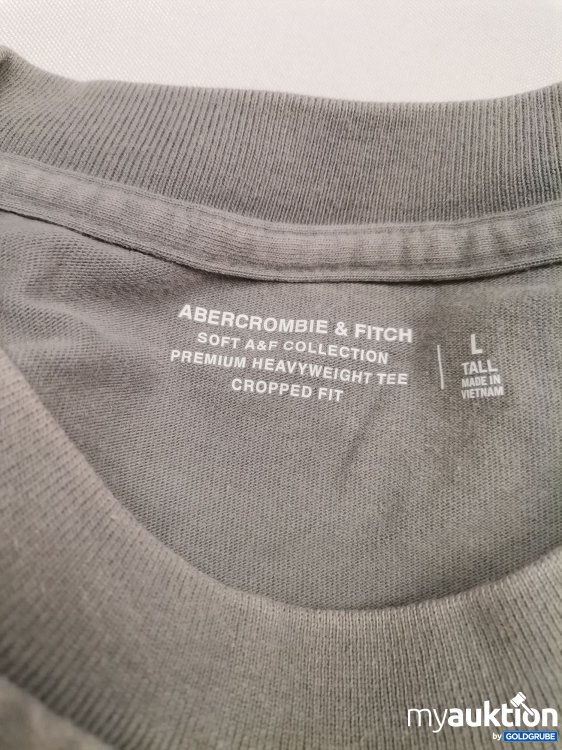 ABERCROMBIE & FITCH
SOFT A&F COLLECTION
PREMIUM HEAVYWEIGHT TEE
CROPPED FIT
L
TALL
MADE IN
VIETNAM
myauktion
by GOLDGRUBE